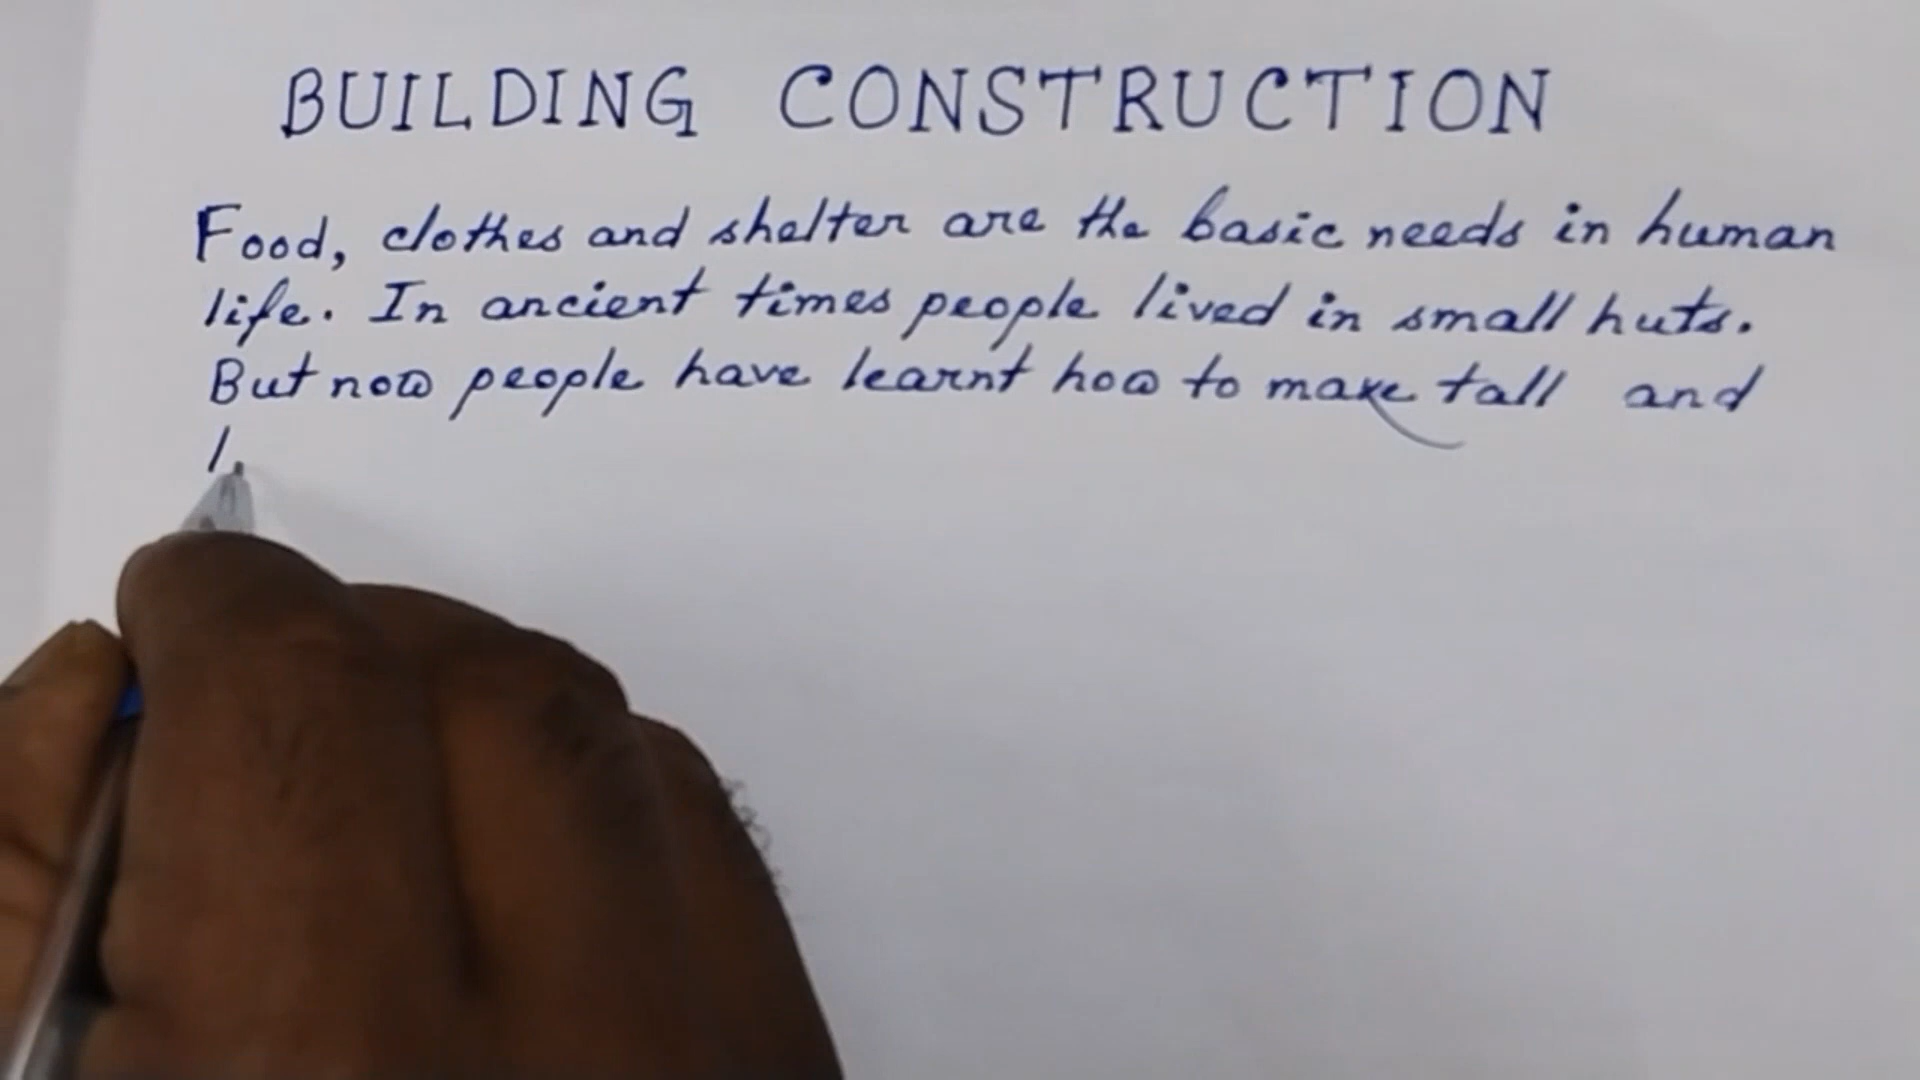 BUILDING CONSTRUCTION
Food, clothes and shelter are the basic needs in human
life. In ancient times people lived in small huts.
But now people have learnt how to make tall and